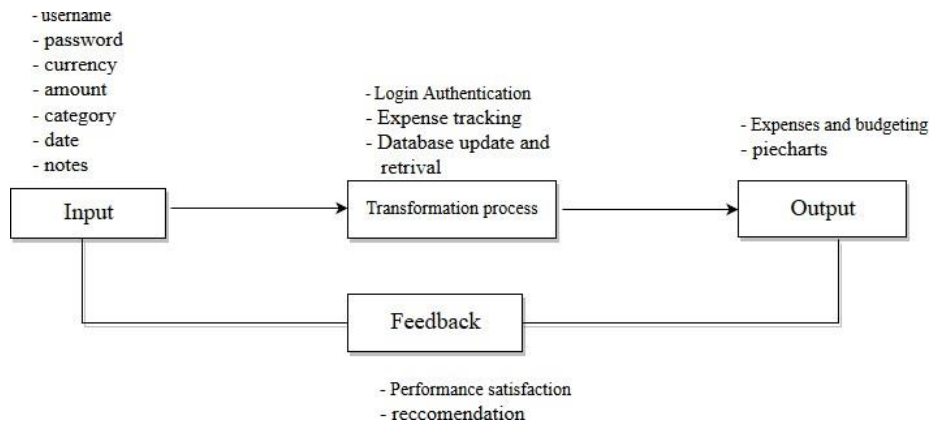 - username
- password
- currency
- amount
- category
- date
- notes
Input
- Login Authentication
- Expense tracking
- Database update and
retrival
Transformation process
- Expenses and budgeting
- piecharts
Output
Feedback
- Performance satisfaction
- reccomendation